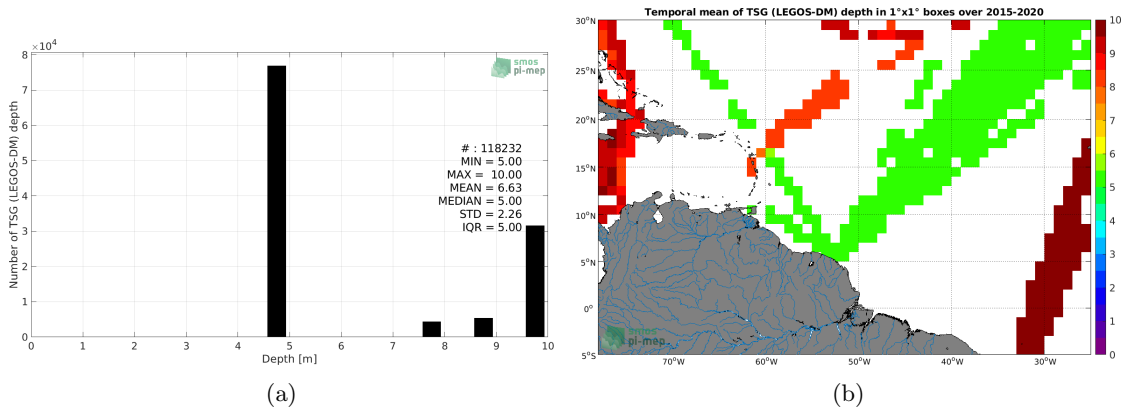 ×10⁴
8
7
6
5
4
3
2
1
0
Number of TSG (LEGOS-DM) depth
smos
pi-mep
# : 118232
MIN = 5.00
MAX = 10.00
MEAN = 6.63
MEDIAN = 5.00
STD = 2.26
IQR = 5.00
0 1 2 3 4 5 6 7 8 9 10
Depth [m]
(a)
Temporal mean of TSG (LEGOS-DM) depth in 1°x1° boxes over 2015-2020
30°N
25°N
20°N
15°N
10°N
5°N
0°
5°S
70°W 60°W 50°W 40°W 30°W
smos
pi-mep
10
9
8
7
6
5
4
3
2
1
0
(b)